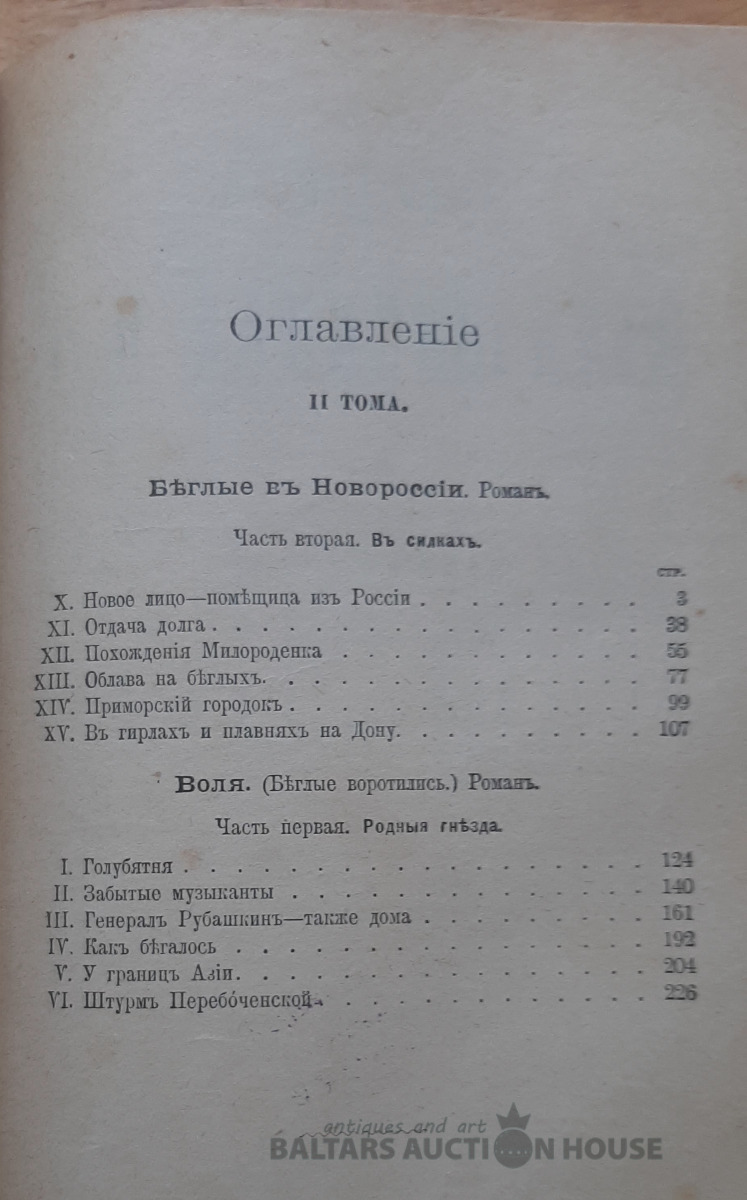 Оглавленіе
II ТОМА.
Бѣглые въ Новороссіи. Романъ.
Часть вторая. Въ силкахъ.
СТР.
X. Новое лицо—помѣщица изъ Россіи . . . . . . . . . 3
XI. Отдача долга . . . . . . . . . . . . . . . . . 38
XII. Похожденія Милороденка . . . . . . . . . . . . 55
XIII. Облава на бѣглыхъ. . . . . . . . . . . . . . . 77
XIV. Приморскій городокъ . . . . . . . . . . . . . . 99
XV. Въ гирлахъ и плавняхъ на Дону. . . . . . . . . . 107
Воля. (Бѣглые воротились.) Романъ.
Часть первая. Родныя гнѣзда.
I. Голубятня . . . . . . . . . . . . . . . . . . 124
II. Забытые музыканты . . . . . . . . . . . . . . 140
III. Генералъ Рубашкинъ—также дома . . . . . . . . . 161
IV. Какъ бѣгалось . . . . . . . . . . . . . . . . 192
V. У границъ Азіи. . . . . . . . . . . . . . . . 204
VI. Штурмъ Перебо́ченской . . . . . . . . . . . . . 226
antiques and art
BALTARS AUCTION HOUSE